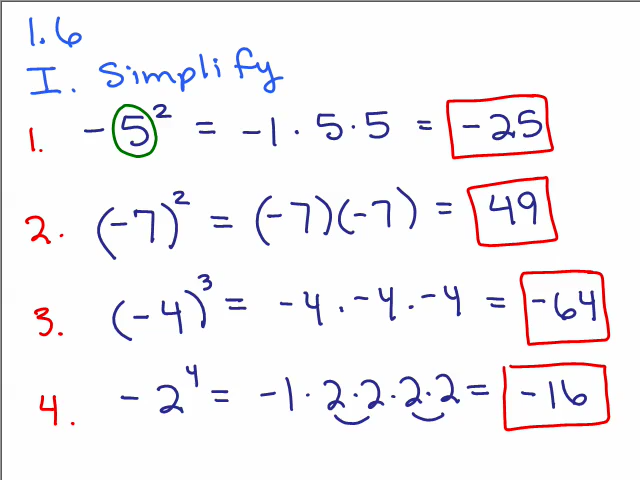 1.6
I. Simplify
1. -5² = -1 · 5 · 5 = -25
2. (-7)² = (-7)(-7) = 49
3. (-4)³ = -4 · -4 · -4 = -64
4. -2⁴ = -1 · 2 · 2 · 2 · 2 = -16